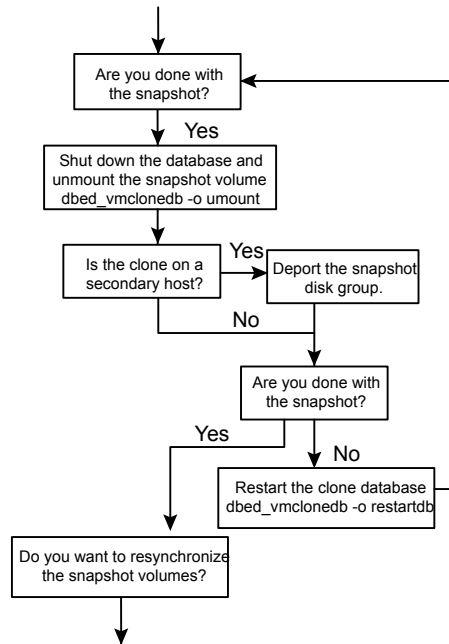 Are you done with
the snapshot?
Yes
Shut down the database and
unmount the snapshot volume
dbed_vmclonedb -o umount
Is the clone on a
secondary host?
Yes
Deport the snapshot
disk group.
No
Are you done with
the snapshot?
Yes
No
Restart the clone database
dbed_vmclonedb -o restartdb
Do you want to resynchronize
the snapshot volumes?